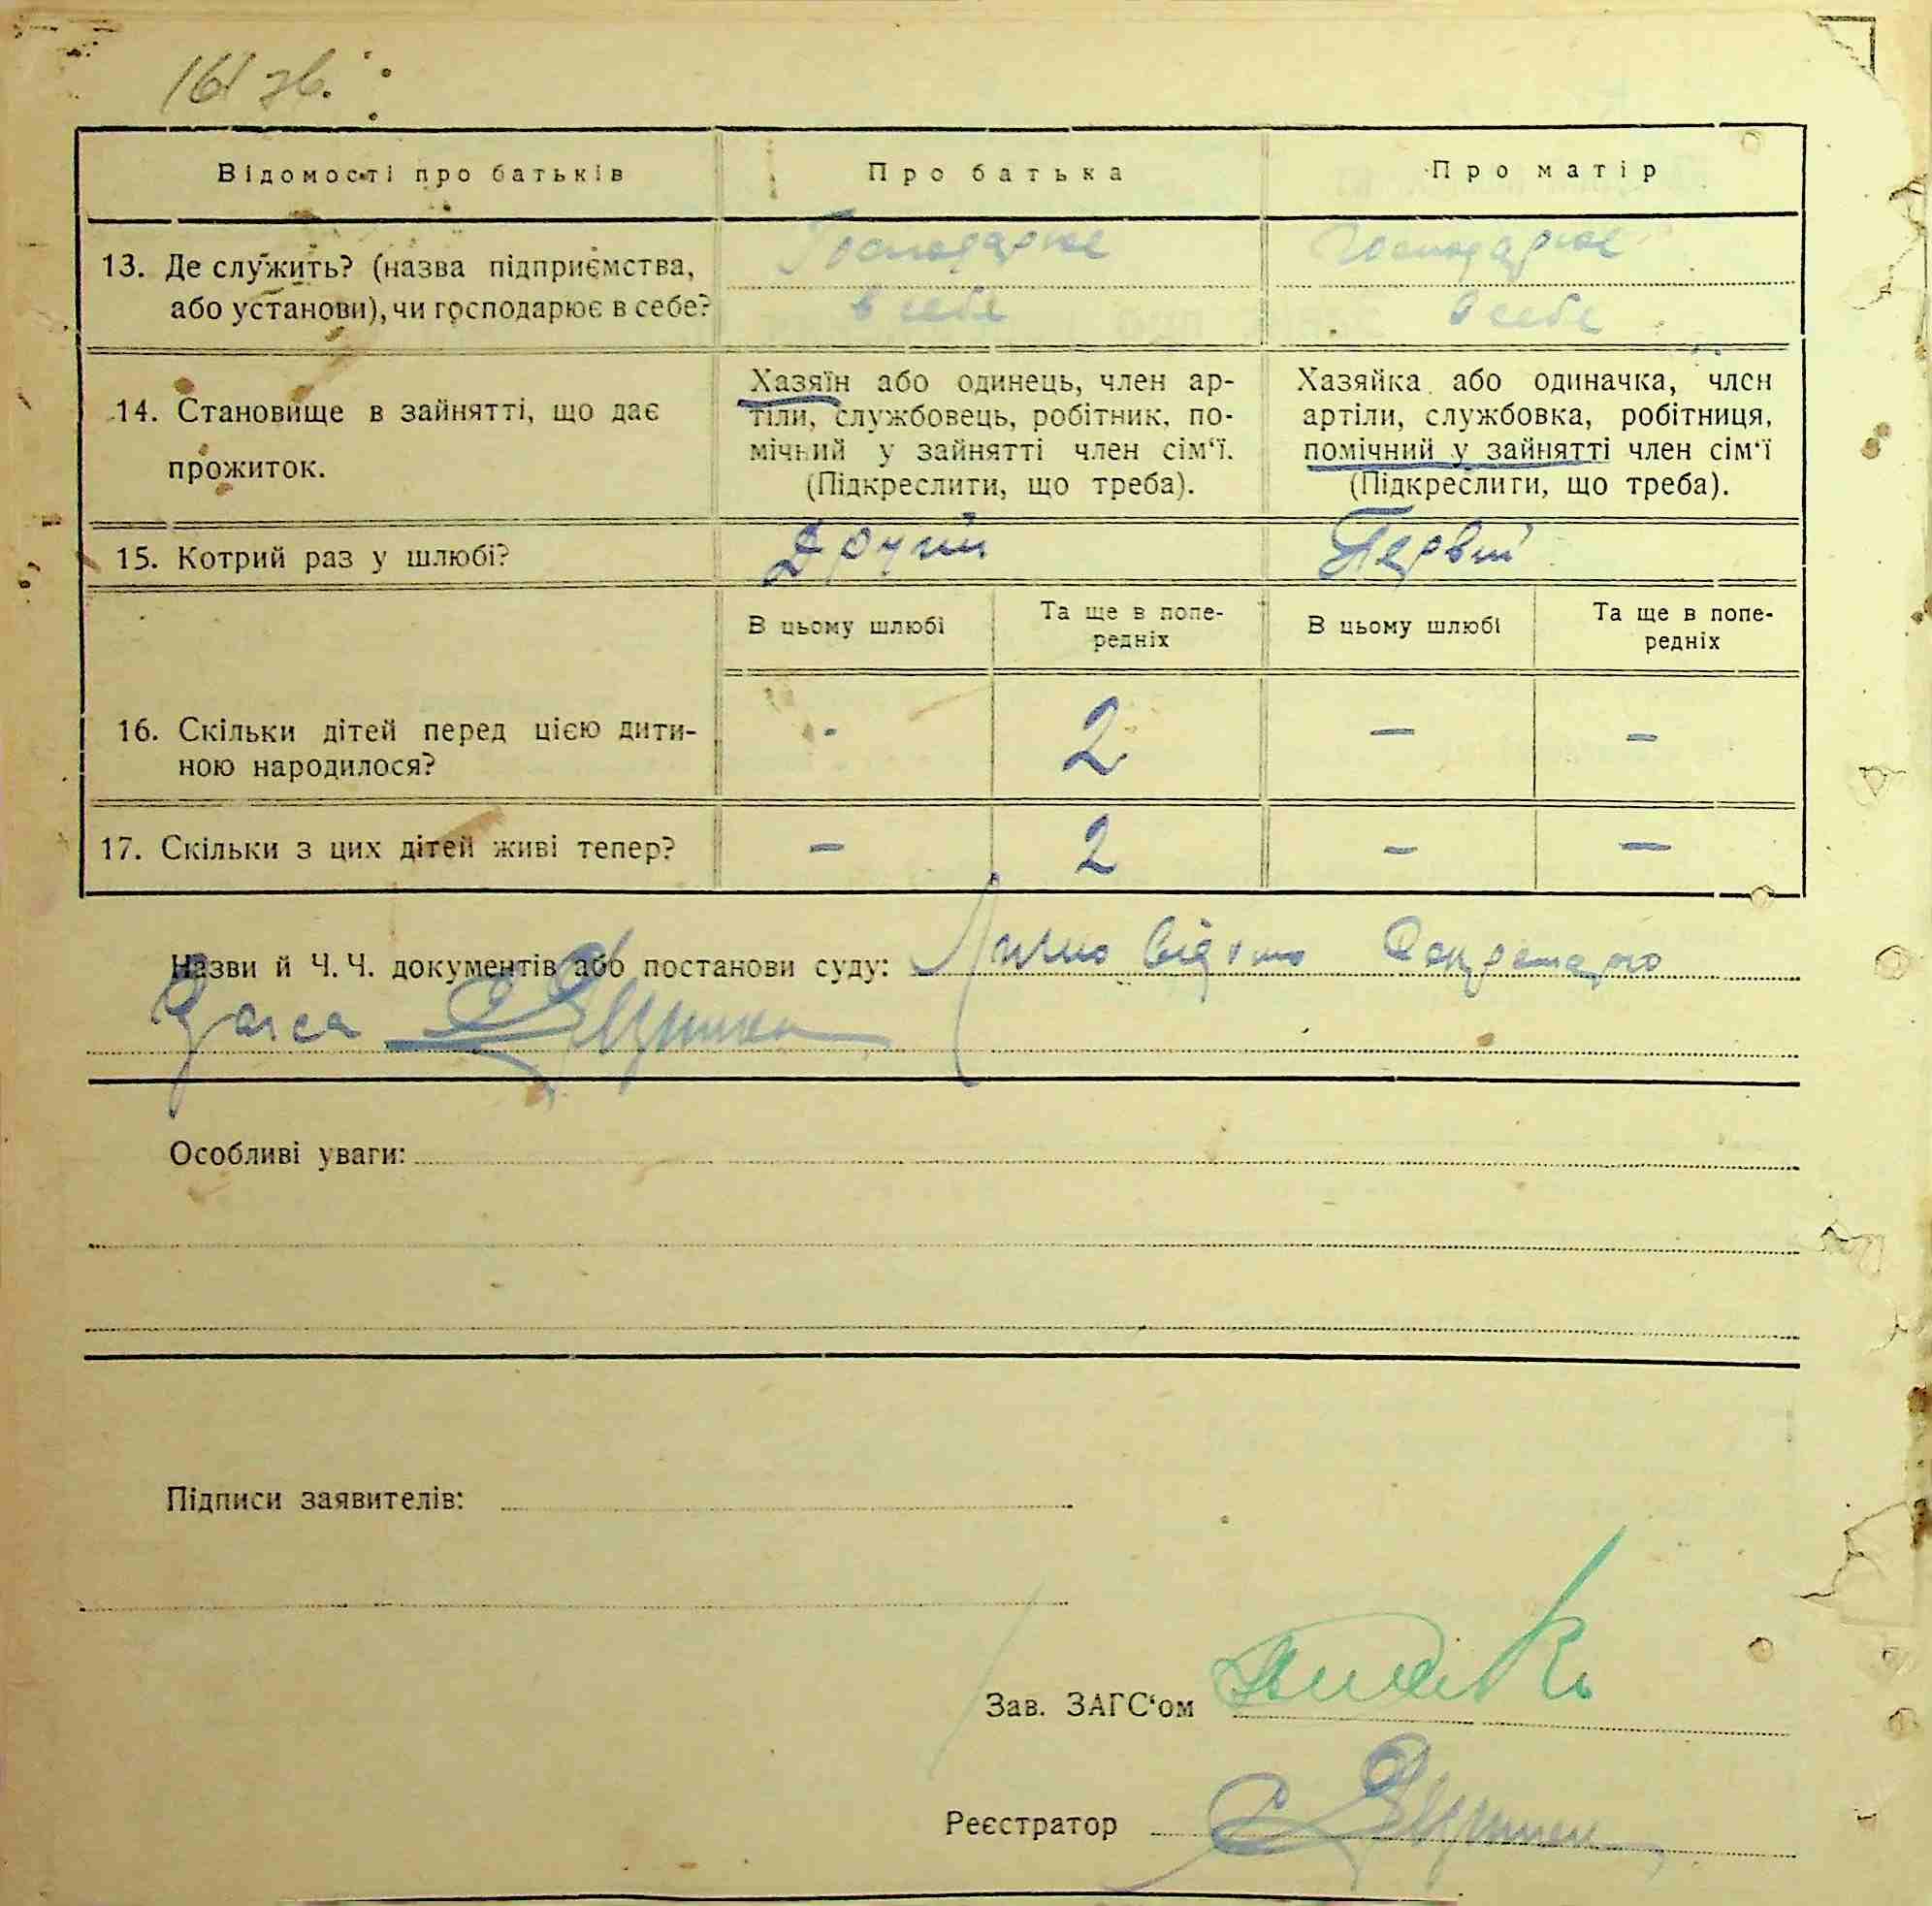 161 зв.
Відомості про батьків
Про батька
Про матір
13. Де служить? (назва підприємства,
або установи), чи господарює в себе?
Господарює
в себе
Господарює
в себе
14. Становище в зайнятті, що дає
прожиток.
Хазяїн або одинець, член ар-
тіли, службовець, робітник, по-
мічний у зайнятті член сім‘ї.
(Підкреслити, що треба).
Хазяйка або одиначка, член
артіли, службовка, робітниця,
помічний у зайнятті член сім‘ї
(Підкреслити, що треба).
15. Котрий раз у шлюбі?
Другий
Первий
В цьому шлюбі
Та ще в попе-
редніх
В цьому шлюбі
Та ще в попе-
редніх
16. Скільки дітей перед цією дити-
ною народилося?
-
2
—
—
17. Скільки з цих дітей живі тепер?
—
2
—
—
Назви й Ч. Ч. документів або постанови суду: Лично відомо Секретарю
Загса
Особливі уваги:
Підписи заявителів:
Зав. ЗАГС‘ом
Реєстратор